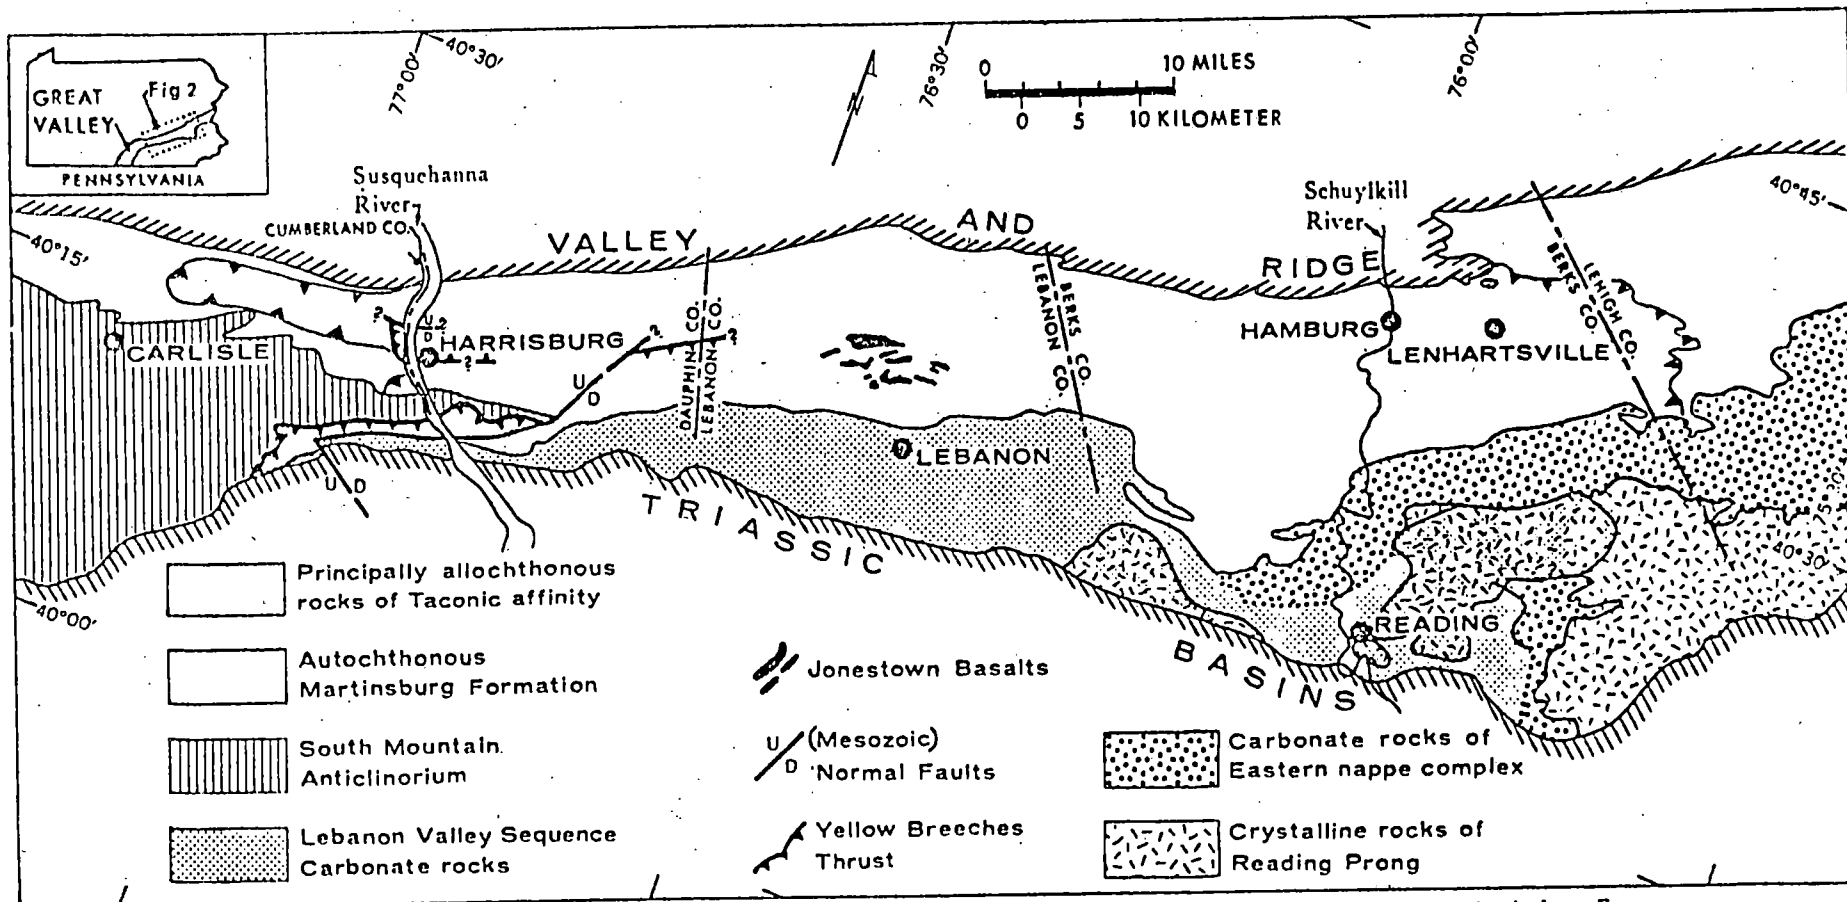 GREAT
VALLEY
Fig 2
PENNSYLVANIA
77°00'
40°30'
76°30'
76°00'
0 10 MILES
0 5 10 KILOMETER
N
Susquehanna
River
CUMBERLAND CO.
Schuylkill
River
40°45'
40°15'
VALLEY AND RIDGE
CARLISLE
HARRISBURG
? U ? D ?
U
D
?
?
DAUPHIN CO.
LEBANON CO.
LEBANON CO.
BERKS CO.
BERKS CO.
LEHIGH CO.
HAMBURG
LENHARTSVILLE
LEBANON
U D
TRIASSIC BASINS
READING
40°30'
40°00'
Principally allochthonous
rocks of Taconic affinity
Autochthonous
Martinsburg Formation
South Mountain
Anticlinorium
Lebanon Valley Sequence
Carbonate rocks
Jonestown Basalts
U
D
(Mesozoic)
Normal Faults
Yellow Breeches
Thrust
Carbonate rocks of
Eastern nappe complex
Crystalline rocks of
Reading Prong